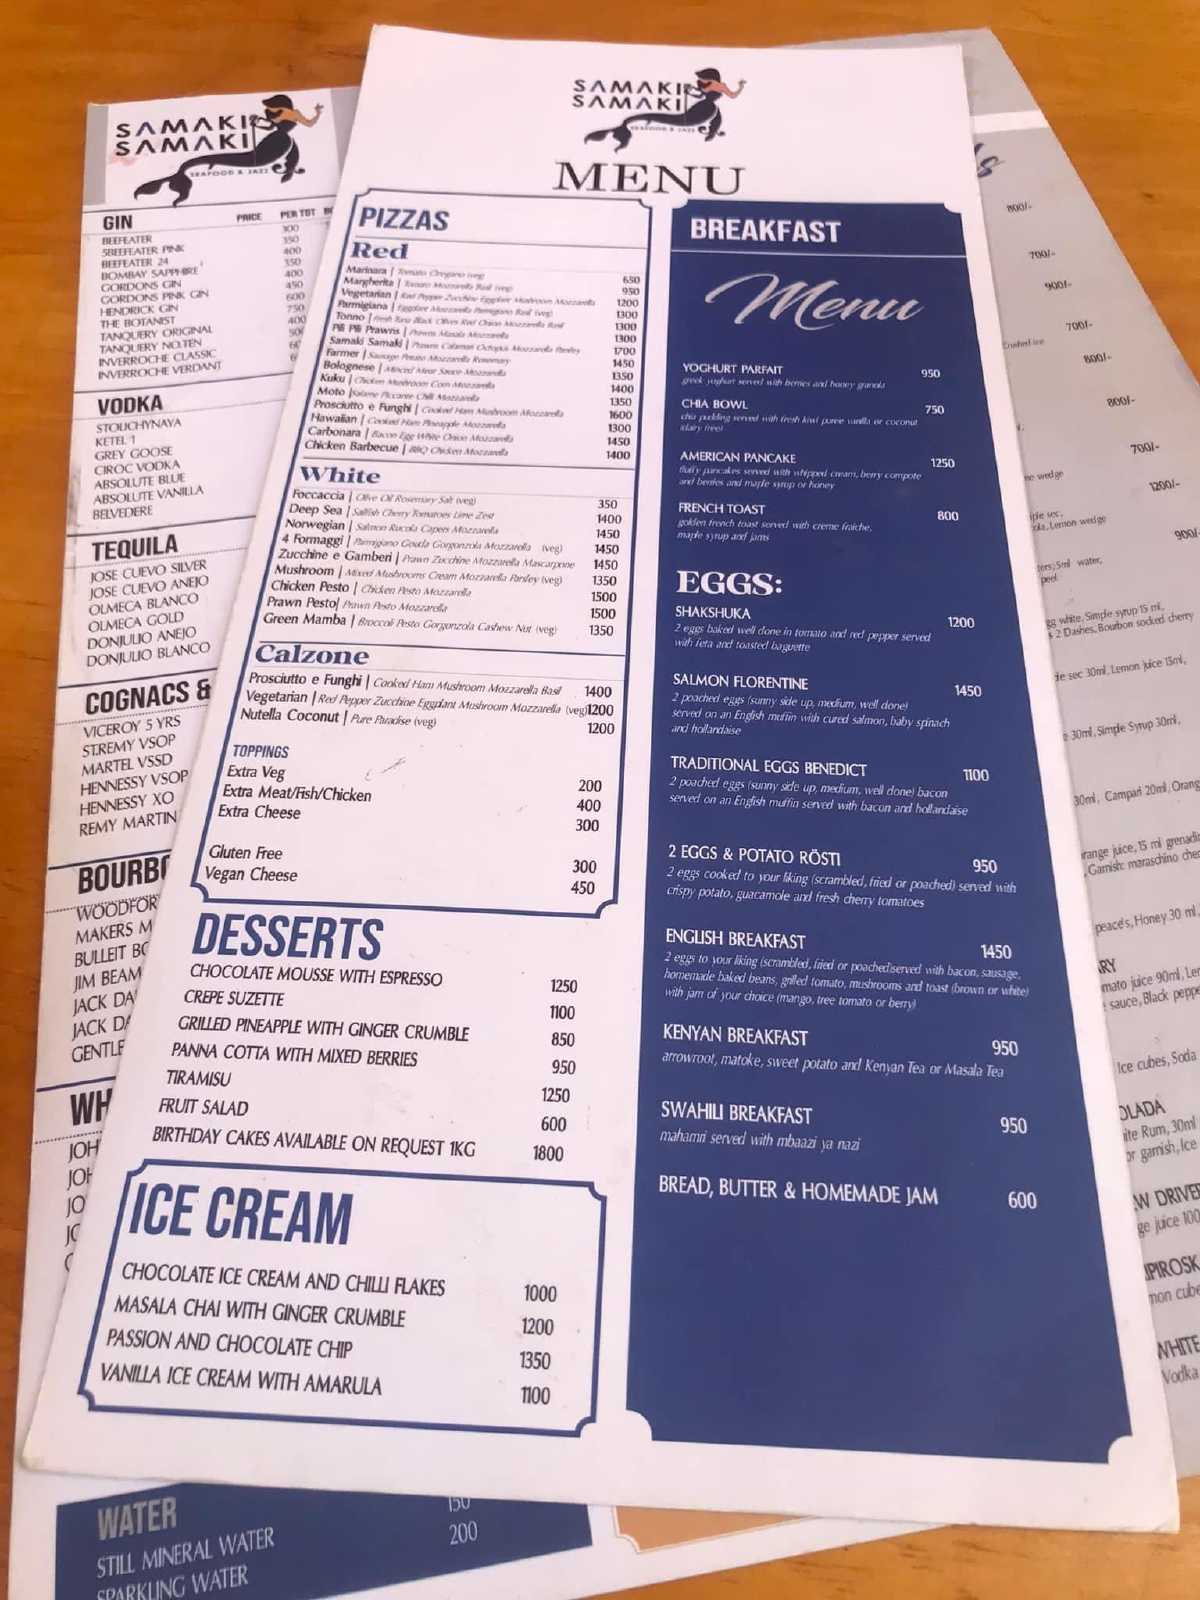 SAMAKI
SAMAKI
SEAFOOD & JAZZ
MENU
PIZZAS
Red
Marinara | Tomato Oregano (veg) 650
Margherita | Tomato Mozzarella Basil (veg) 950
Vegetarian | Red Pepper Zucchine Eggplant Mushroom Mozzarella 1200
Parmigiana | Eggplant Mozzarella Parmigiano Basil (veg) 1300
Tonno | Fresh Tuna Black Olives Red Onion Mozzarella Basil 1300
Pili Pili Prawns | Prawns Masala Mozzarella 1300
Samaki Samaki | Prawns Calamari Octopus Mozzarella Parsley 1700
Farmer | Sausage Potato Mozzarella Rosemary 1450
Bolognese | Minced Meat Sauce Mozzarella 1350
Kuku | Chicken Mushroom Corn Mozzarella 1400
Moto | Salame Piccante Chilli Mozzarella 1350
Prosciutto e Funghi | Cooked Ham Mushroom Mozzarella 1600
Hawaiian | Cooked Ham Pineapple Mozzarella 1300
Carbonara | Bacon Egg White Onion Mozzarella 1450
Chicken Barbecue | BBQ Chicken Mozzarella 1400
White
Foccaccia | Olive Oil Rosemary Salt (veg) 350
Deep Sea | Sailfish Cherry Tomatoes Lime Zest 1400
Norwegian | Salmon Rucola Capers Mozzarella 1450
4 Formaggi | Parmigiano Gouda Gorgonzola Mozzarella (veg) 1450
Zucchine e Gamberi | Prawn Zucchine Mozzarella Mascarpone 1450
Mushroom | Mixed Mushrooms Cream Mozzarella Parsley (veg) 1350
Chicken Pesto | Chicken Pesto Mozzarella 1500
Prawn Pesto | Prawn Pesto Mozzarella 1500
Green Mamba | Broccoli Pesto Gorgonzola Cashew Nut (veg) 1350
Calzone
Prosciutto e Funghi | Cooked Ham Mushroom Mozzarella Basil 1400
Vegetarian | Red Pepper Zucchine Eggplant Mushroom Mozzarella (veg) 1200
Nutella Coconut | Pure Paradise (veg) 1200
TOPPINGS
Extra Veg 200
Extra Meat/Fish/Chicken 400
Extra Cheese 300
Gluten Free 300
Vegan Cheese 450
DESSERTS
CHOCOLATE MOUSSE WITH ESPRESSO 1250
CREPE SUZETTE 1100
GRILLED PINEAPPLE WITH GINGER CRUMBLE 850
PANNA COTTA WITH MIXED BERRIES 950
TIRAMISU 1250
FRUIT SALAD 600
BIRTHDAY CAKES AVAILABLE ON REQUEST 1KG 1800
ICE CREAM
CHOCOLATE ICE CREAM AND CHILLI FLAKES 1000
MASALA CHAI WITH GINGER CRUMBLE 1200
PASSION AND CHOCOLATE CHIP 1350
VANILLA ICE CREAM WITH AMARULA 1100
BREAKFAST
Menu
YOGHURT PARFAIT 950
greek yoghurt served with berries and honey granola
CHIA BOWL 750
chia pudding served with fresh kiwi puree vanilla or coconut
(dairy free)
AMERICAN PANCAKE 1250
fluffy pancakes served with whipped cream, berry compote
and berries and maple syrup or honey
FRENCH TOAST 800
golden french toast served with creme fraiche,
maple syrup and jams
EGGS:
SHAKSHUKA 1200
2 eggs baked well done in tomato and red pepper served
with feta and toasted baguette
SALMON FLORENTINE 1450
2 poached eggs (sunny side up, medium, well done)
served on an English muffin with cured salmon, baby spinach
and hollandaise
TRADITIONAL EGGS BENEDICT 1100
2 poached eggs (sunny side up, medium, well done) bacon
served on an English muffin served with bacon and hollandaise
2 EGGS & POTATO RÖSTI 950
2 eggs cooked to your liking (scrambled, fried or poached) served with
crispy potato, guacamole and fresh cherry tomatoes
ENGLISH BREAKFAST 1450
2 eggs to your liking (scrambled, fried or poached)served with bacon, sausage,
homemade baked beans, grilled tomato, mushrooms and toast (brown or white)
with jam of your choice (mango, tree tomato or berry)
KENYAN BREAKFAST 950
arrowroot, matoke, sweet potato and Kenyan Tea or Masala Tea
SWAHILI BREAKFAST 950
mahamri served with mbaazi ya nazi
BREAD, BUTTER & HOMEMADE JAM 600
SAMAKI
SAMAKI
SEAFOOD & JAZZ
GIN PRICE PER TOT
BEEFEATER 300
5BEEFEATER PINK 350
BEEFEATER 24 400
BOMBAY SAPPHIRE 350
GORDONS GIN 400
GORDONS PINK GIN 450
HENDRICK GIN 600
THE BOTANIST 750
TANQUERY ORIGINAL 400
TANQUERY NO.TEN
INVERROCHE CLASSIC
INVERROCHE VERDANT
VODKA
STOLICHYNAYA
KETEL 1
GREY GOOSE
CIROC VODKA
ABSOLUTE BLUE
ABSOLUTE VANILLA
BELVEDERE
TEQUILA
JOSE CUEVO SILVER
JOSE CUEVO ANEJO
OLMECA BLANCO
OLMECA GOLD
DONJULIO ANEJO
DONJULIO BLANCO
COGNACS &
VICEROY 5 YRS
ST.REMY VSOP
MARTEL VSSD
HENNESSY VSOP
HENNESSY XO
REMY MARTIN
BOURB
WOODFOR
MAKERS M
BULLEIT BO
JIM BEAM
JACK DA
JACK DA
GENTLE
WH
JOH
JOH
JO
JO
WATER
STILL MINERAL WATER 150
SPARKLING WATER 200
800/-
700/-
900/-
700/-
Crushed ice
800/-
800/-
700/-
wedge
1200/-
ple sec,
ola, Lemon wedge
900/-
ters, 5ml water,
peel
gg white, Simple syrup 15 ml,
2 Dashes, Bourbon socked cherry
le sec 30ml, Lemon juice 15ml,
30ml, Simple Syrup 30ml,
30ml, Campari 20ml, Orang
range juice, 15 ml grenadi
Garnish: maraschino che
peace's, Honey 30 ml,
RY
mato juice 90ml, Le
sauce, Black peppe
Ice cubes, Soda
OLADA
ite Rum, 30ml
or garnish, Ice
W DRIVE
ge juice 100
IPIROSK
mon cube
WHITE
Vodka